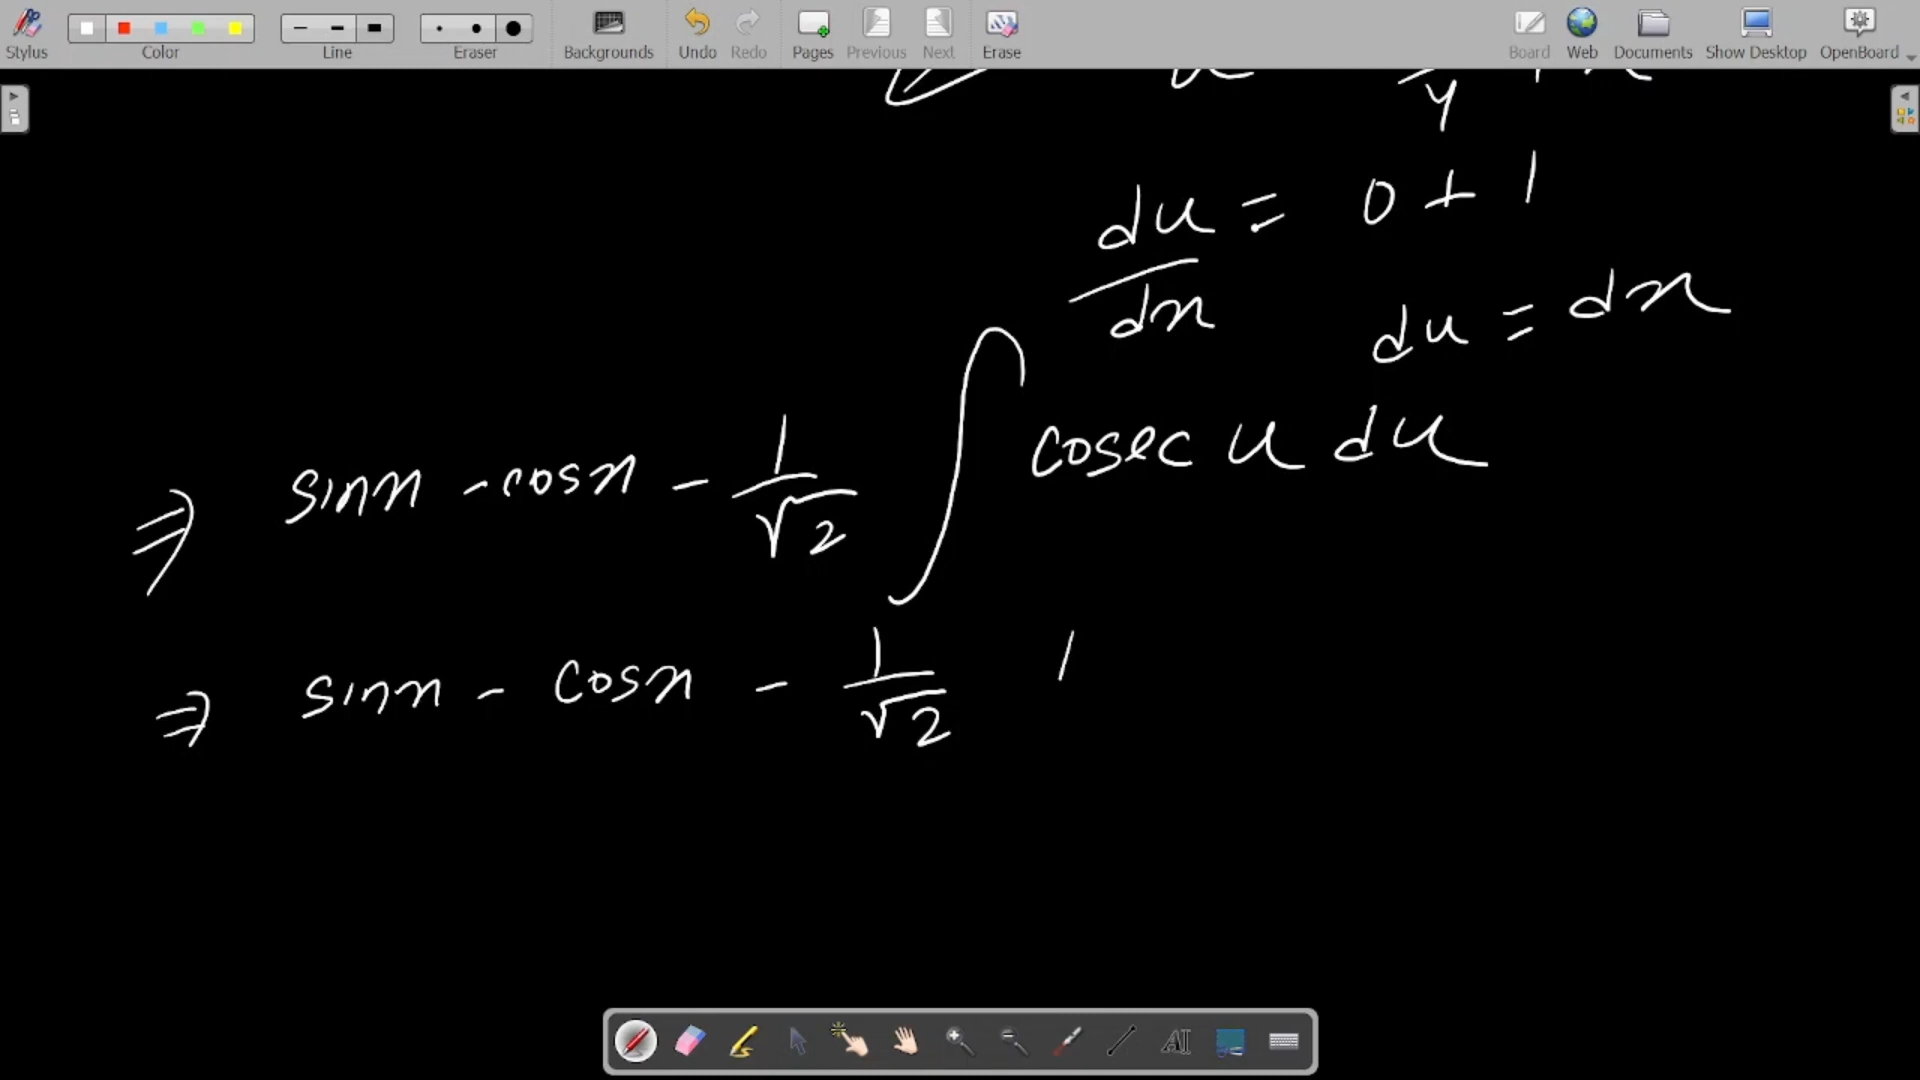 Stylus Color Line Eraser Backgrounds Undo Redo Pages Previous Next Erase Board Web Documents Show Desktop OpenBoard
4
du/dx = 0 + 1
du = dx
⇒ sinx - cosx - 1/√2 ∫ cosec u du
⇒ sinx - cosx - 1/√2 |